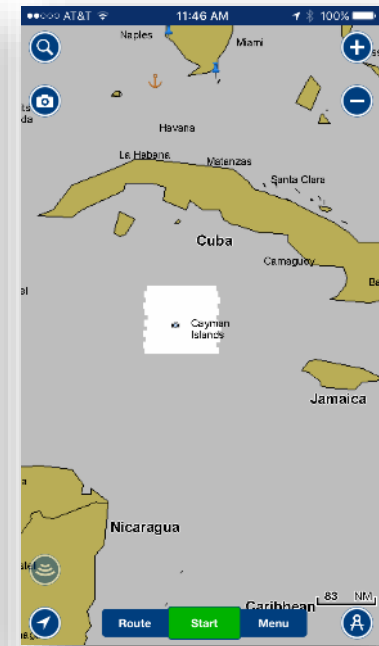 AT&T 11:46 AM 100%
Naples
Miami
Havana
La Habana
Matanzas
Santa Clara
Cuba
Camaguey
Cayman
Islands
Jamaica
Nicaragua
83 NM
Caribbean
Route Start Menu